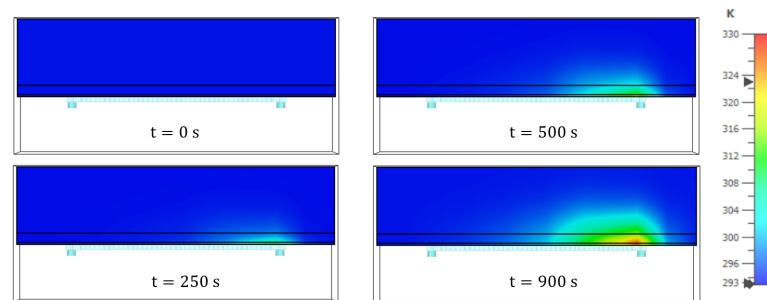 K
t = 0 s
t = 500 s
t = 250 s
t = 900 s
330
324
320
316
312
308
304
300
296
293